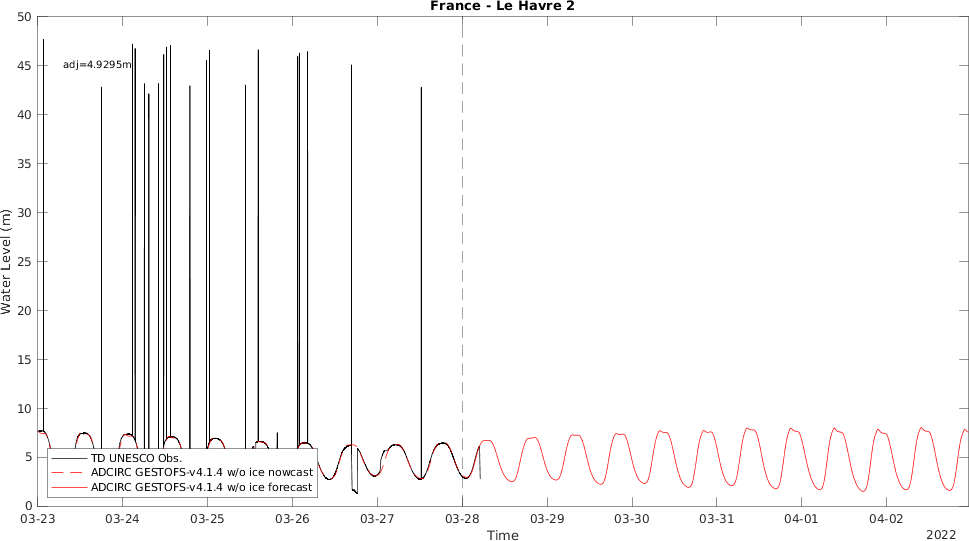 France - Le Havre 2
50
45
40
35
30
25
20
15
10
5
0
Water Level (m)
adj=4.9295m
TD UNESCO Obs.
ADCIRC GESTOFS-v4.1.4 w/o ice nowcast
ADCIRC GESTOFS-v4.1.4 w/o ice forecast
03-23 03-24 03-25 03-26 03-27 03-28 03-29 03-30 03-31 04-01 04-02
Time
2022